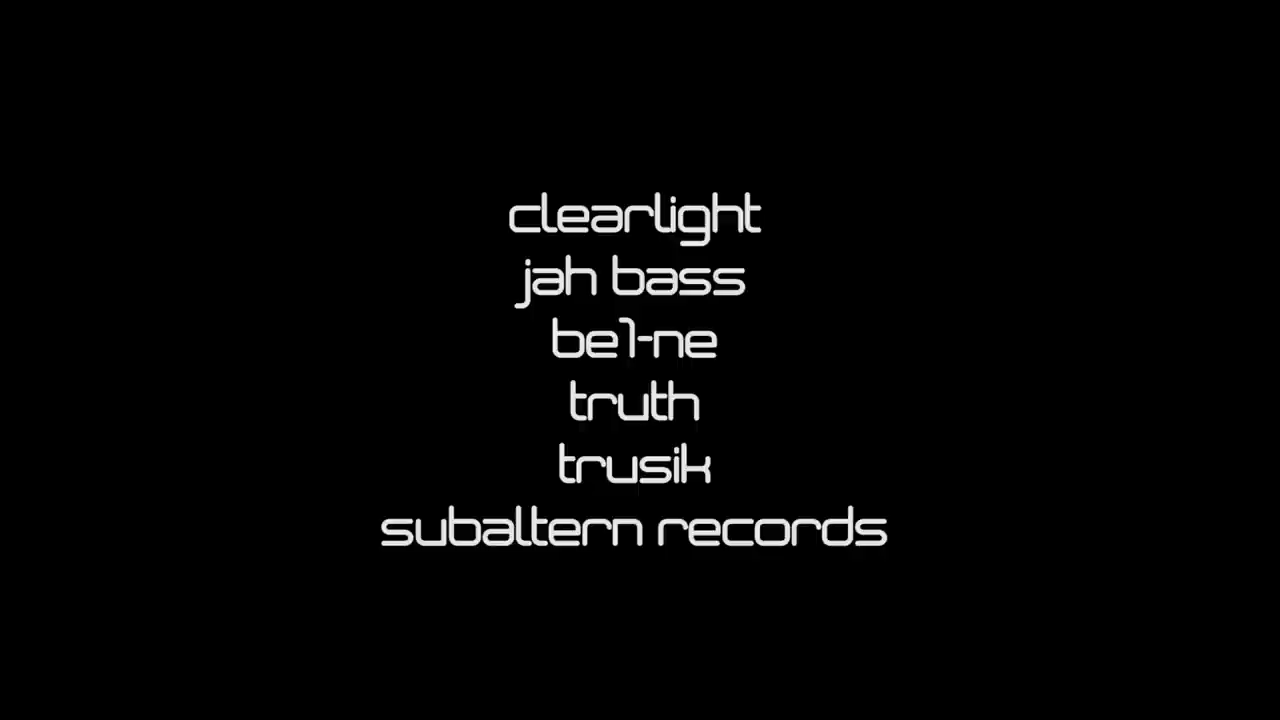 clearlight
jah bass
be1-ne
truth
trusik
subaltern records